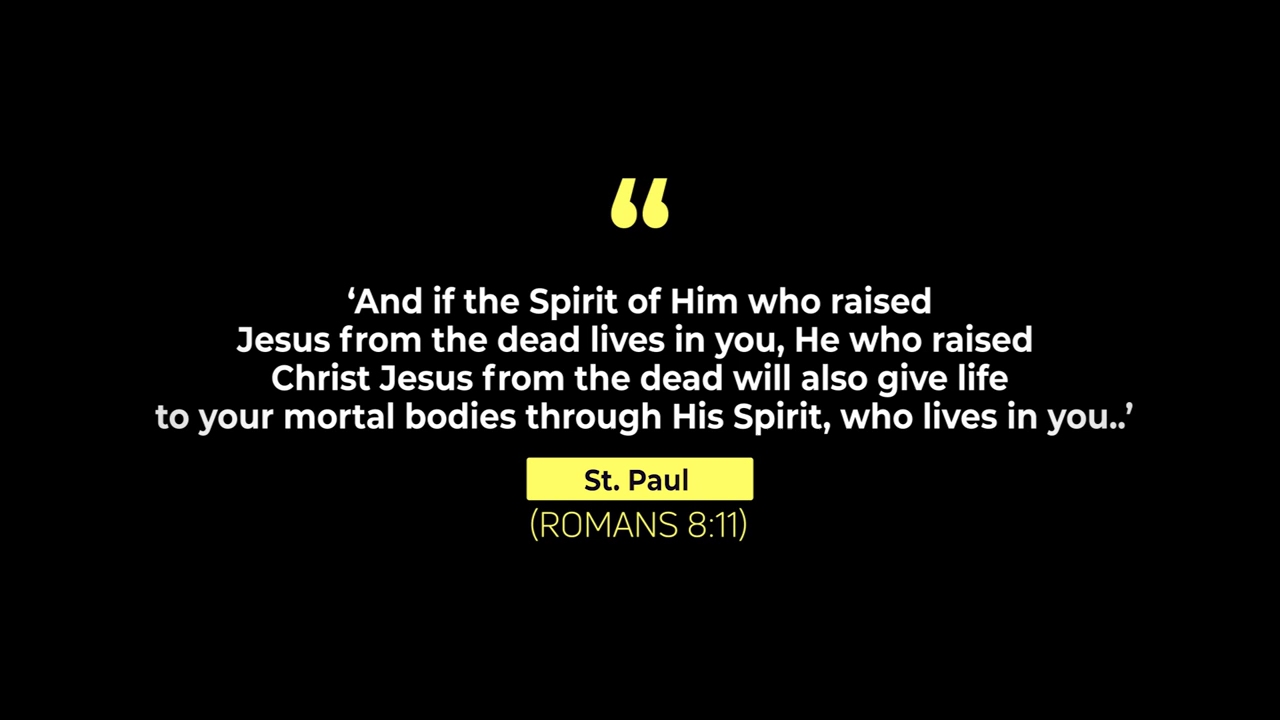 “
‘And if the Spirit of Him who raised
Jesus from the dead lives in you, He who raised
Christ Jesus from the dead will also give life
to your mortal bodies through His Spirit, who lives in you..’
St. Paul
(ROMANS 8:11)